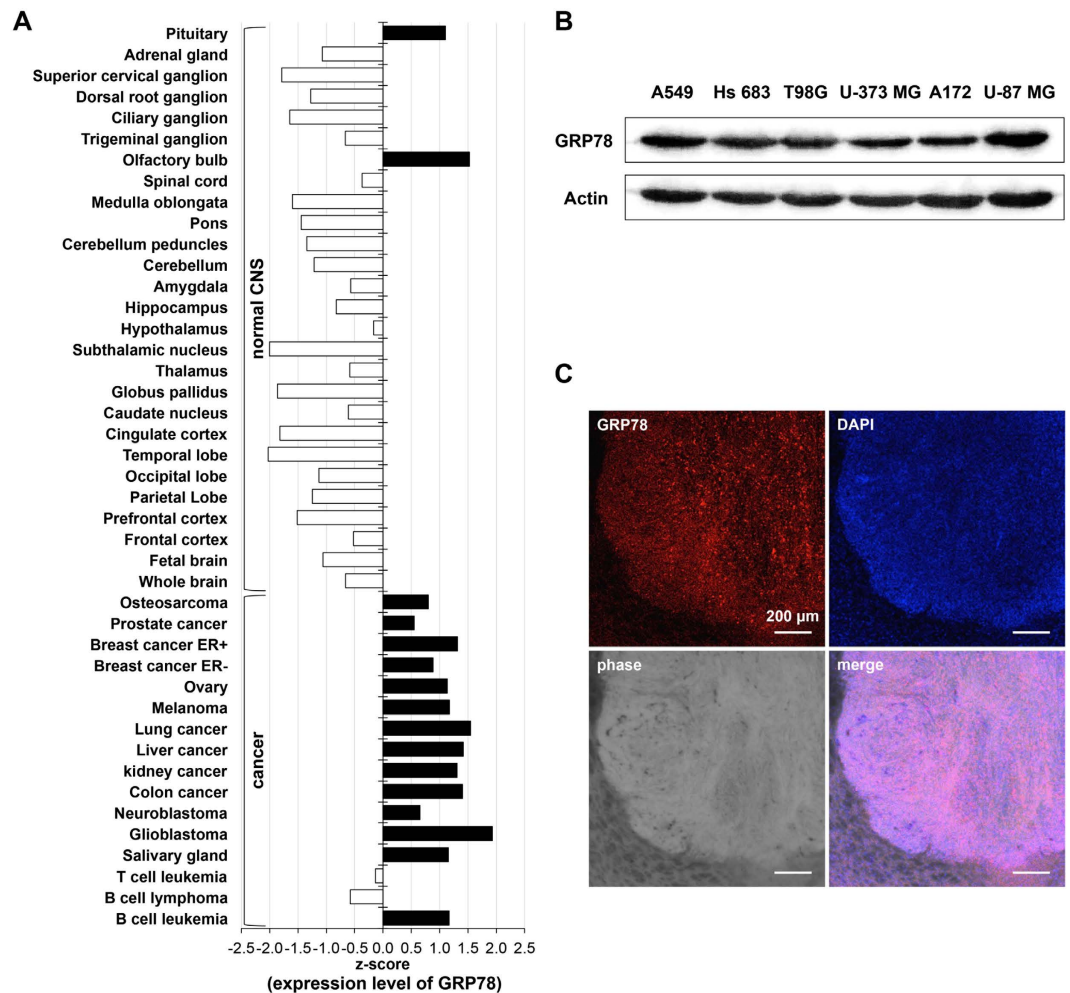 A
Pituitary
Adrenal gland
Superior cervical ganglion
Dorsal root ganglion
Ciliary ganglion
Trigeminal ganglion
Olfactory bulb
Spinal cord
Medulla oblongata
Pons
Cerebellum peduncles
Cerebellum
Amygdala
Hippocampus
Hypothalamus
Subthalamic nucleus
Thalamus
Globus pallidus
Caudate nucleus
Cingulate cortex
Temporal lobe
Occipital lobe
Parietal Lobe
Prefrontal cortex
Frontal cortex
Fetal brain
Whole brain
Osteosarcoma
Prostate cancer
Breast cancer ER+
Breast cancer ER-
Ovary
Melanoma
Lung cancer
Liver cancer
kidney cancer
Colon cancer
Neuroblastoma
Glioblastoma
Salivary gland
T cell leukemia
B cell lymphoma
B cell leukemia
normal CNS
cancer
-2.5 -2.0 -1.5 -1.0 -0.5 0.0 0.5 1.0 1.5 2.0 2.5
z-score
(expression level of GRP78)
B
A549 Hs 683 T98G U-373 MG A172 U-87 MG
GRP78
Actin
C
GRP78
200 µm
DAPI
phase
merge